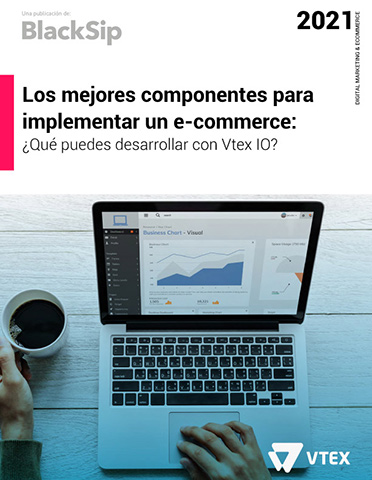 Una publicación de:
BlackSip
2021
DIGITAL MARKETING & ECOMMERCE
Los mejores componentes para
implementar un e-commerce:
¿Qué puedes desarrollar con Vtex IO?
Business Chart - Visual
VTEX